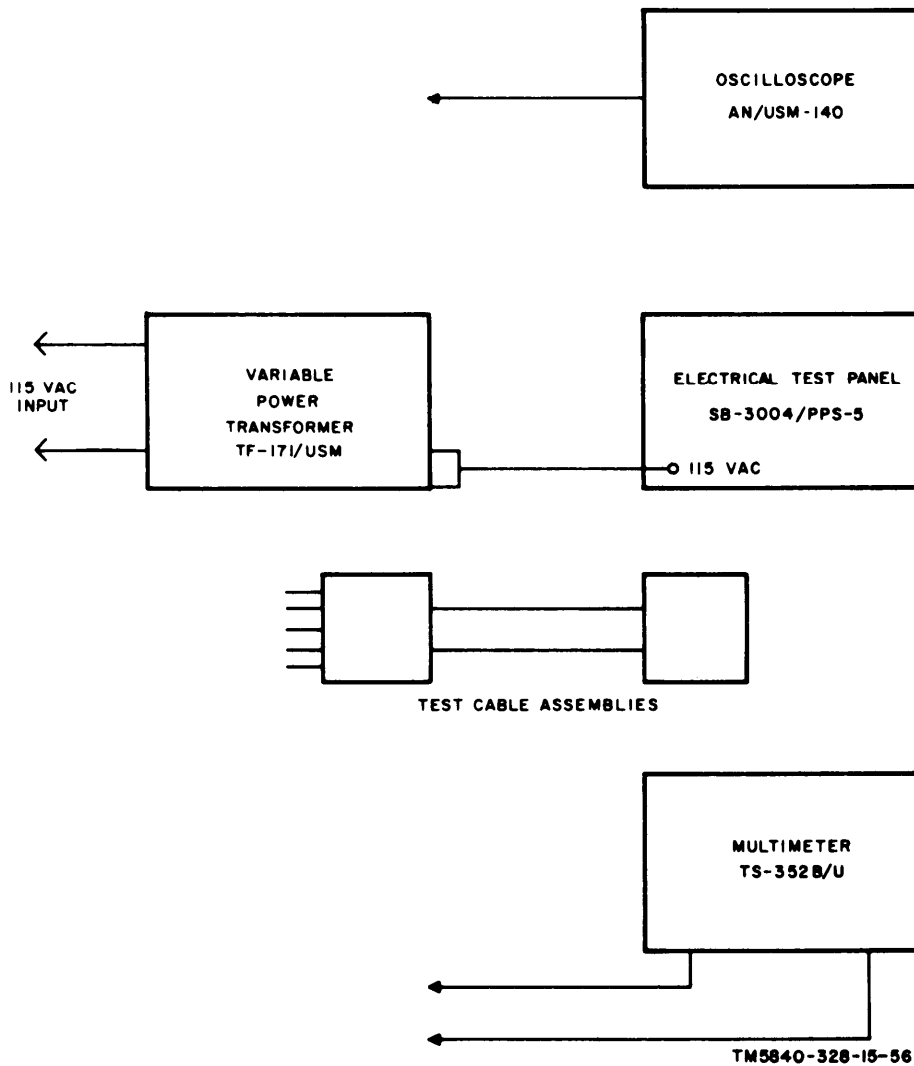 OSCILLOSCOPE
AN/USM-140
115 VAC
INPUT
VARIABLE
POWER
TRANSFORMER
TF-171/USM
ELECTRICAL TEST PANEL
SB-3004/PPS-5
115 VAC
TEST CABLE ASSEMBLIES
MULTIMETER
TS-352B/U
TM5840-328-15-56